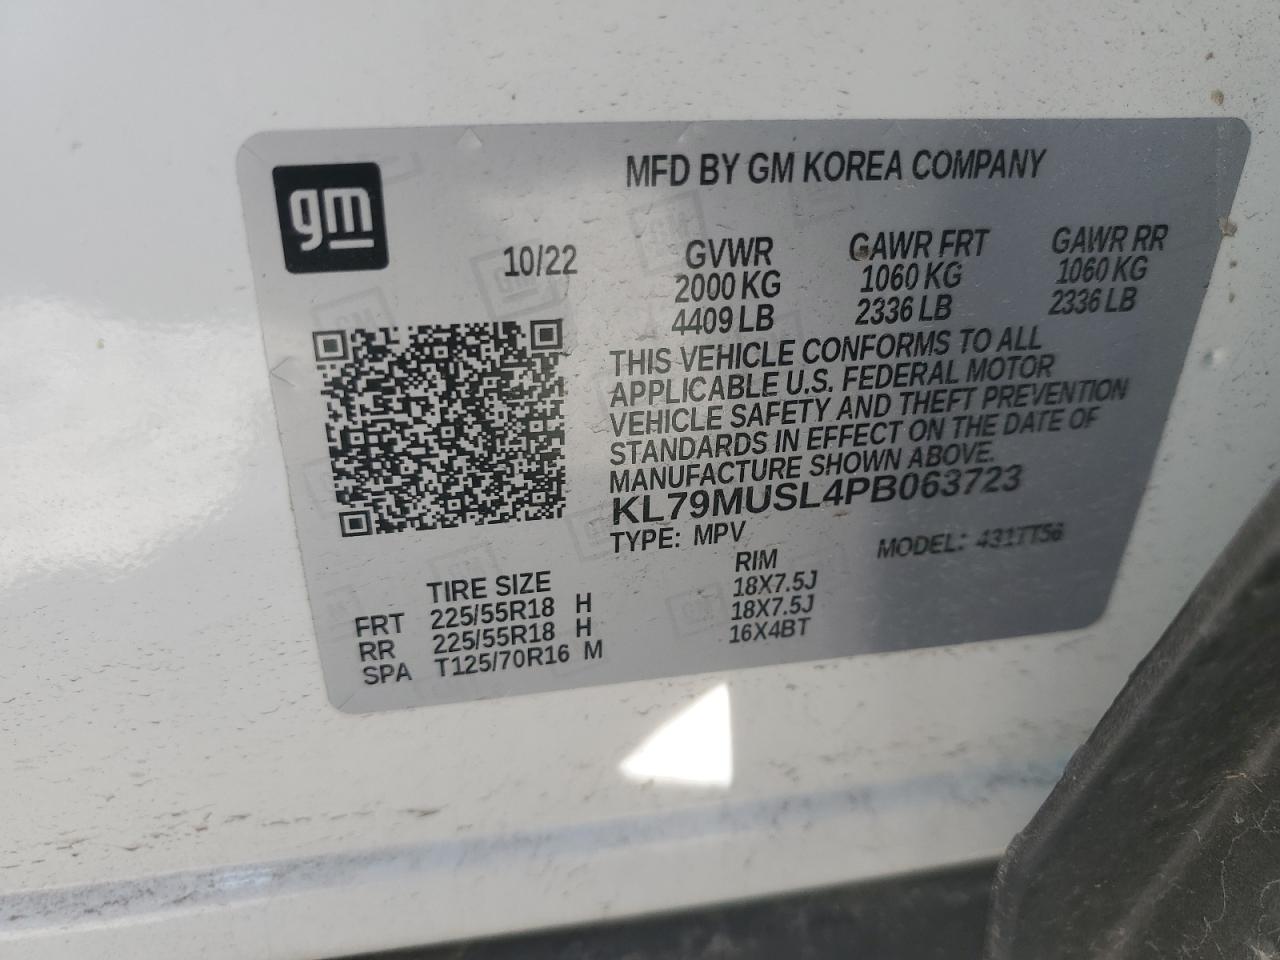 gm
MFD BY GM KOREA COMPANY
10/22
GVWR GAWR FRT GAWR RR
2000 KG 1060 KG 1060 KG
4409 LB 2336 LB 2336 LB
THIS VEHICLE CONFORMS TO ALL
APPLICABLE U.S. FEDERAL MOTOR
VEHICLE SAFETY AND THEFT PREVENTION
STANDARDS IN EFFECT ON THE DATE OF
MANUFACTURE SHOWN ABOVE.
KL79MUSL4PB063723
TYPE: MPV MODEL: 431TT56
TIRE SIZE RIM
FRT 225/55R18 H 18X7.5J
RR 225/55R18 H 18X7.5J
SPA T125/70R16 M 16X4BT